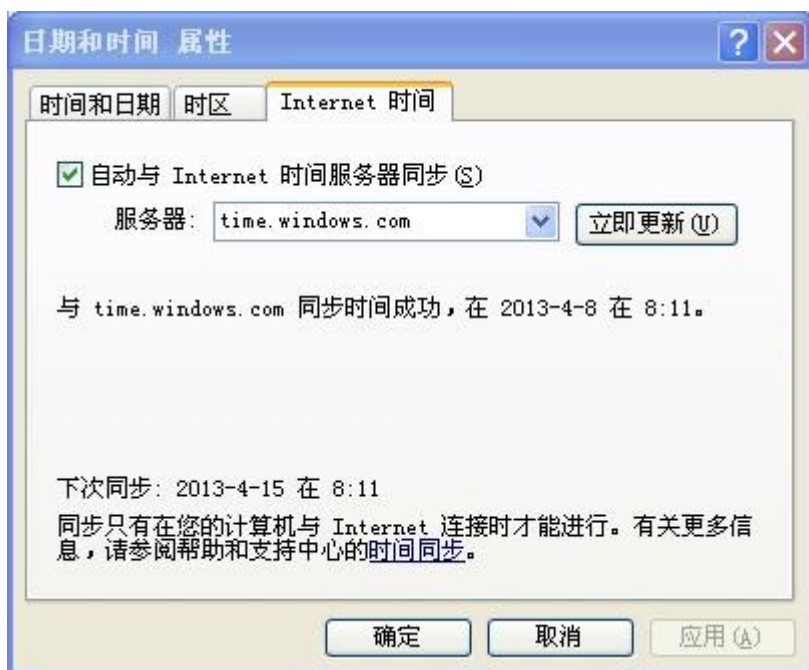 日期和时间 属性
时间和日期 时区 Internet 时间
自动与 Internet 时间服务器同步(S)
服务器: time.windows.com 立即更新(U)
与 time.windows.com 同步时间成功，在 2013-4-8 在 8:11。
下次同步: 2013-4-15 在 8:11
同步只有在您的计算机与 Internet 连接时才能进行。有关更多信
息，请参阅帮助和支持中心的时间同步。
确定 取消 应用(A)